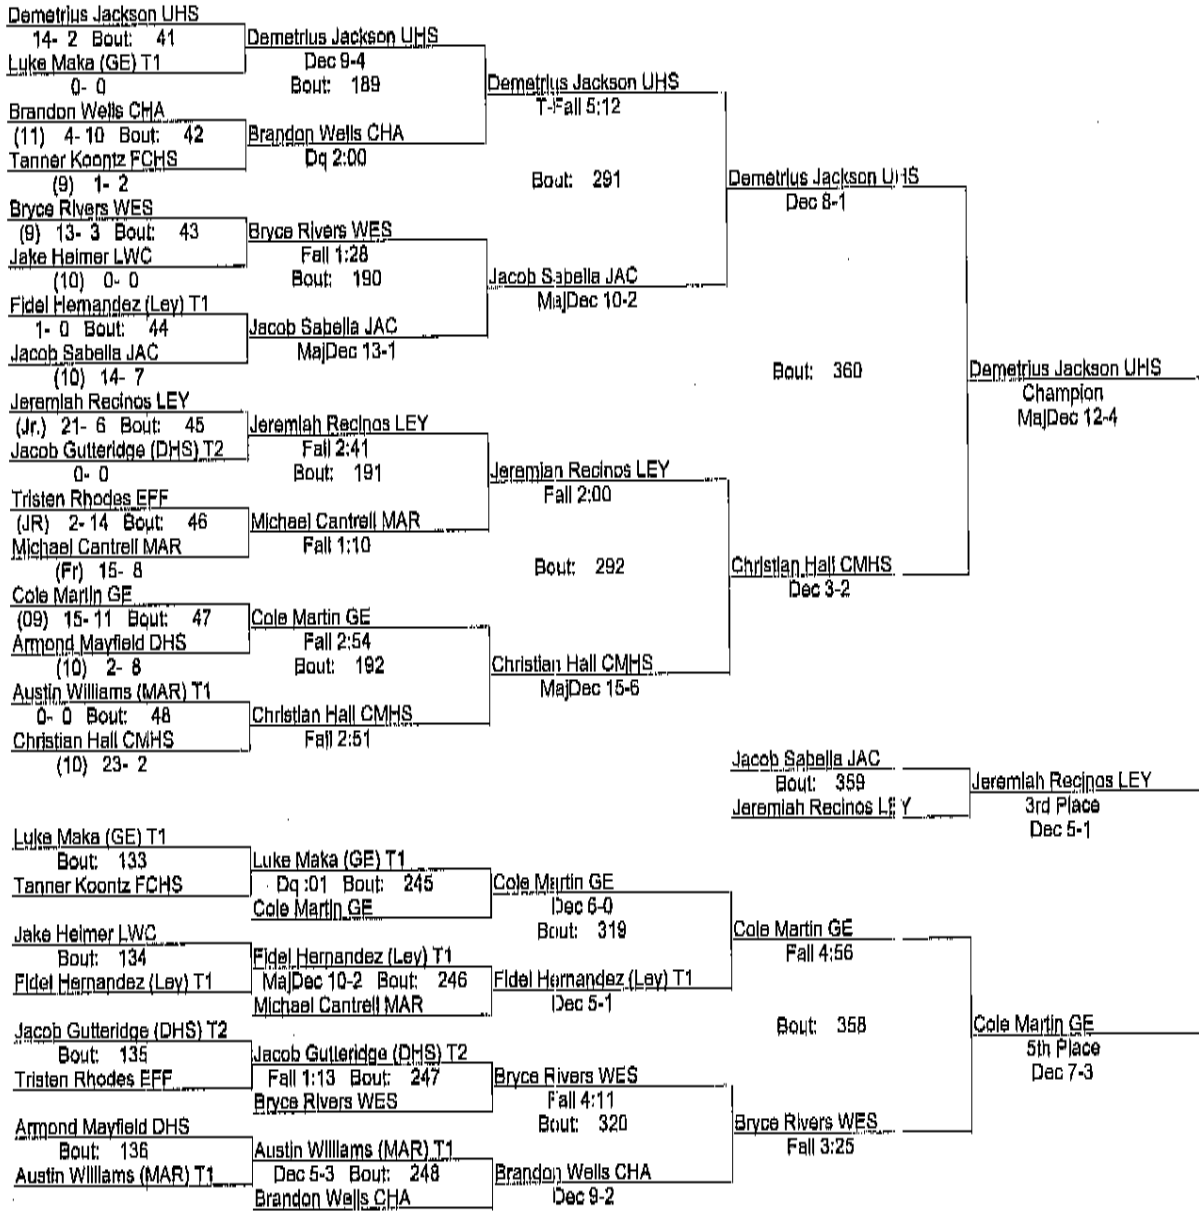 Demetrius Jackson UHS
14- 2 Bout: 41
Luke Maka (GE) T1
0- 0
Brandon Wells CHA
(11) 4- 10 Bout: 42
Tanner Koontz FCHS
(9) 1- 2
Bryce Rivers WES
(9) 13- 3 Bout: 43
Jake Heimer LWC
(10) 0- 0
Fidel Hernandez (Ley) T1
1- 0 Bout: 44
Jacob Sabella JAC
(10) 14- 7
Jeremiah Recinos LEY
(Jr.) 21- 6 Bout: 45
Jacob Gutteridge (DHS) T2
0- 0
Tristen Rhodes EFF
(JR) 2- 14 Bout: 46
Michael Cantrell MAR
(Fr) 15- 8
Cole Martin GE
(09) 15- 11 Bout: 47
Armond Mayfield DHS
(10) 2- 8
Austin Williams (MAR) T1
0- 0 Bout: 48
Christian Hall CMHS
(10) 23- 2
Demetrius Jackson UHS
Dec 9-4
Bout: 189
Brandon Wells CHA
Dq 2:00
Bryce Rivers WES
Fall 1:28
Bout: 190
Jacob Sabella JAC
MajDec 13-1
Jeremiah Recinos LEY
Fall 2:41
Bout: 191
Michael Cantrell MAR
Fall 1:10
Cole Martin GE
Fall 2:54
Bout: 192
Christian Hall CMHS
Fall 2:51
Demetrius Jackson UHS
T-Fall 5:12
Bout: 291
Jacob Sabella JAC
MajDec 10-2
Jeremian Recinos LEY
Fall 2:00
Bout: 292
Christian Hall CMHS
MajDec 15-6
Demetrius Jackson UHS
Dec 8-1
Bout: 360
Christian Hall CMHS
Dec 3-2
Demetrius Jackson UHS
Champion
MajDec 12-4
Jacob Sabella JAC
Bout: 359
Jeremiah Recinos LEY
Jeremiah Recinos LEY
3rd Place
Dec 5-1
Luke Maka (GE) T1
Bout: 133
Tanner Koontz FCHS
Jake Heimer LWC
Bout: 134
Fidel Hernandez (Ley) T1
Jacob Gutteridge (DHS) T2
Bout: 135
Tristen Rhodes EFF
Armond Mayfield DHS
Bout: 136
Austin Williams (MAR) T1
Luke Maka (GE) T1
Dq :01 Bout: 245
Cole Martin GE
Fidel Hernandez (Ley) T1
MajDec 10-2 Bout: 246
Michael Cantrell MAR
Jacob Gutteridge (DHS) T2
Fall 1:13 Bout: 247
Bryce Rivers WES
Austin Williams (MAR) T1
Dec 5-3 Bout: 248
Brandon Wells CHA
Cole Martin GE
Dec 6-0
Bout: 319
Fidel Hernandez (Ley) T1
Dec 5-1
Bryce Rivers WES
Fall 4:11
Bout: 320
Brandon Wells CHA
Dec 9-2
Cole Martin GE
Fall 4:56
Bout: 358
Bryce Rivers WES
Fall 3:25
Cole Martin GE
5th Place
Dec 7-3